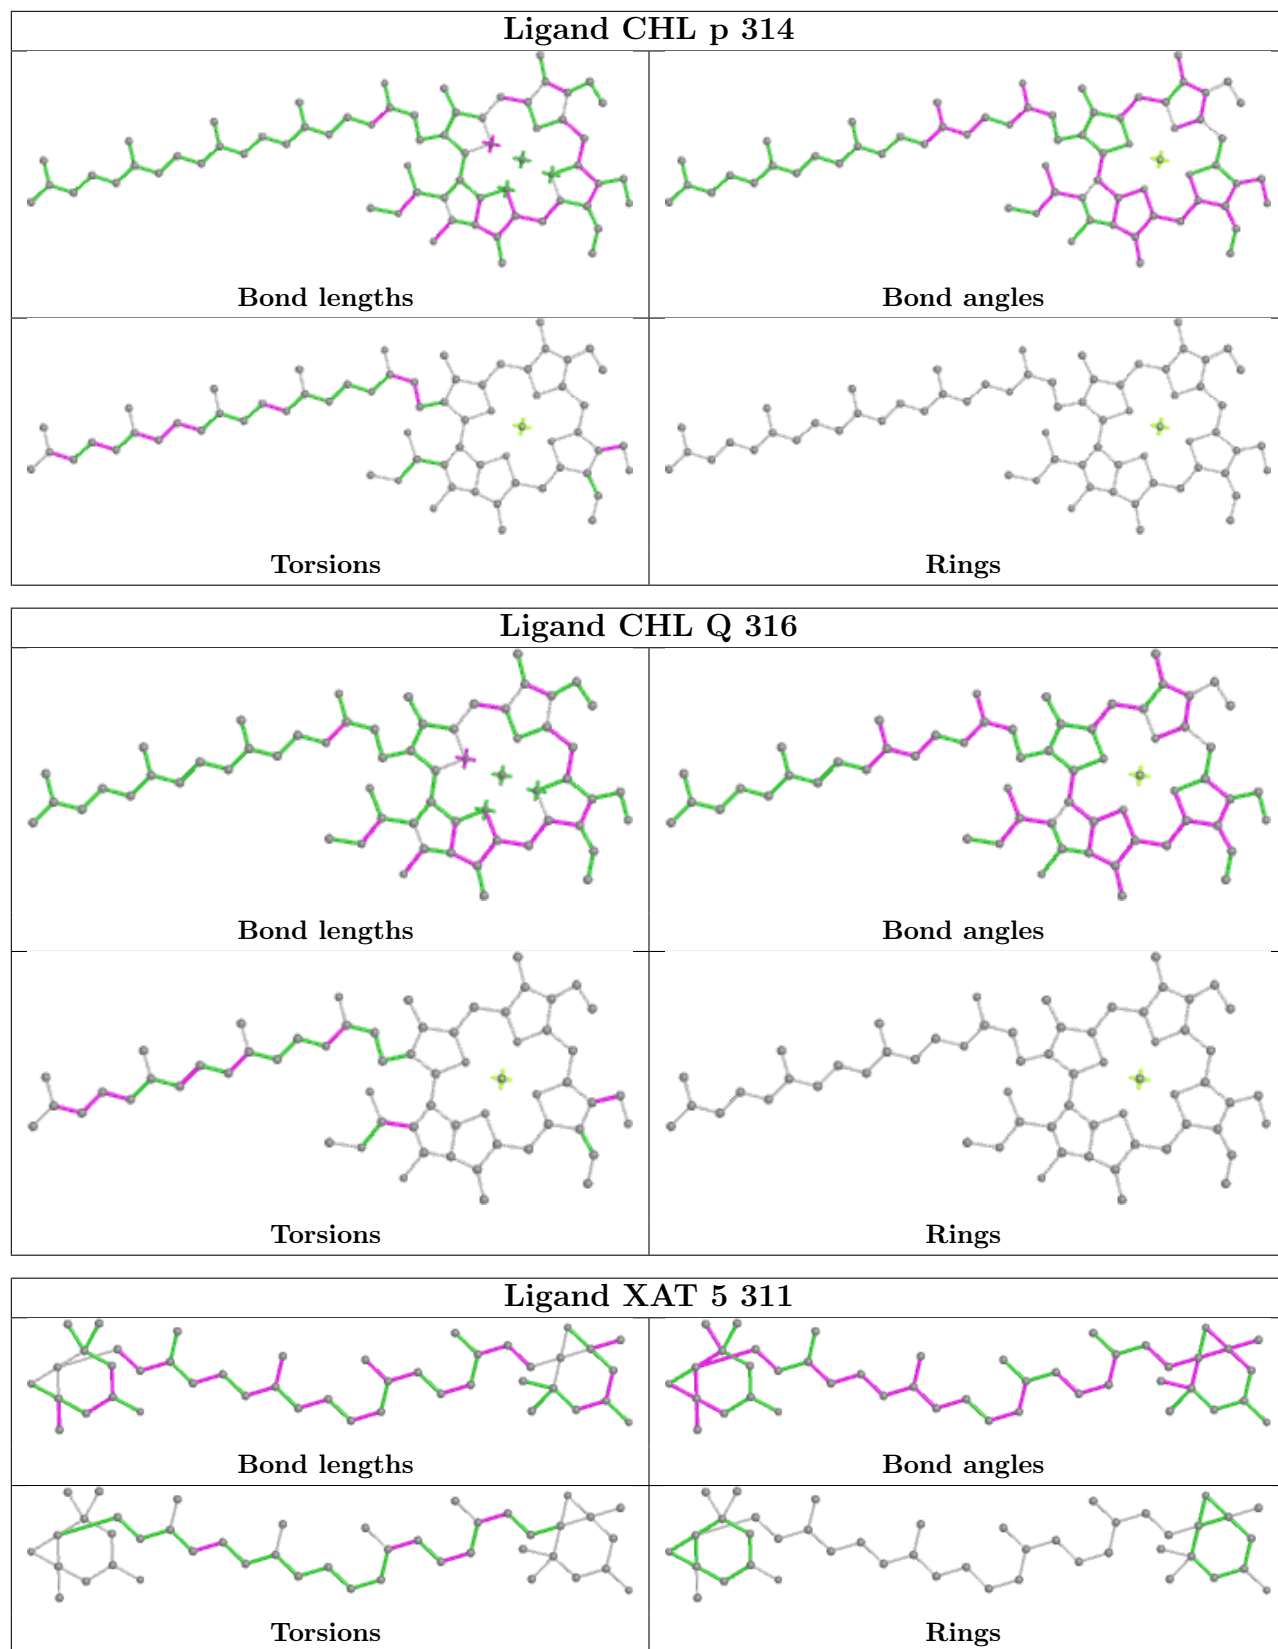 Ligand CHL p 314
Bond lengths
Bond angles
Torsions
Rings
Ligand CHL Q 316
Bond lengths
Bond angles
Torsions
Rings
Ligand XAT 5 311
Bond lengths
Bond angles
Torsions
Rings